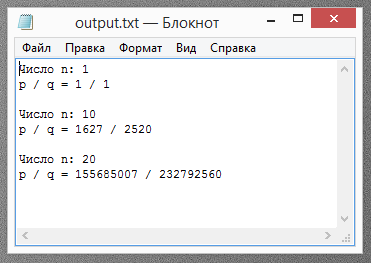 output.txt — Блокнот
Файл Правка Формат Вид Справка
Число n: 1
p / q = 1 / 1
Число n: 10
p / q = 1627 / 2520
Число n: 20
p / q = 155685007 / 232792560